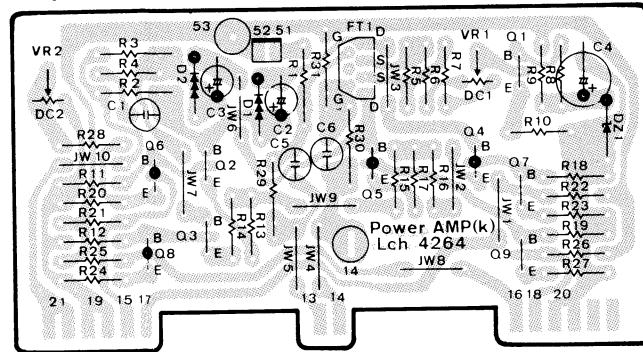 53
52 51
FT1
G D
VR2
R3
R4
R2
D2
C3
JW6
D1
C2
R1
R31
S
S
G D
JW3
R5
R6
R7
VR1
DC1
Q1
B
E
R9
R8
C4
DZ1
R10
DC2
C1
R28
JW10
R11
R20
R21
R12
R25
R24
Q6
B
E
JW7
Q2
B
E
C5
C6
R30
R29
Q5
R15
R17
R16
JW2
Q4
B
E
Q7
B
E
JW1
R18
R22
R23
R19
R26
R27
Q3
B
E
R14
R13
JW9
JW5
JW4
14
Power AMP(k)
Lch 4264
JW8
Q9
B
E
B
Q8
E
21 19 15 17
13 14
16 18 20